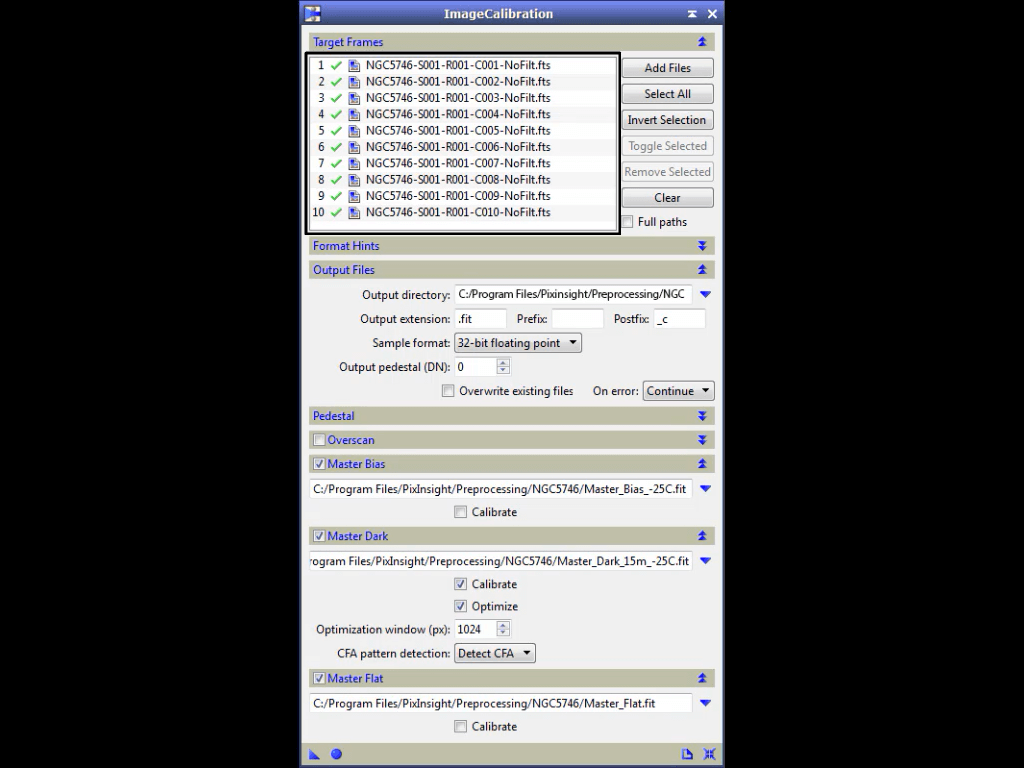 ImageCalibration
Target Frames
1 NGC5746-S001-R001-C001-NoFilt.fts
2 NGC5746-S001-R001-C002-NoFilt.fts
3 NGC5746-S001-R001-C003-NoFilt.fts
4 NGC5746-S001-R001-C004-NoFilt.fts
5 NGC5746-S001-R001-C005-NoFilt.fts
6 NGC5746-S001-R001-C006-NoFilt.fts
7 NGC5746-S001-R001-C007-NoFilt.fts
8 NGC5746-S001-R001-C008-NoFilt.fts
9 NGC5746-S001-R001-C009-NoFilt.fts
10 NGC5746-S001-R001-C010-NoFilt.fts
Add Files
Select All
Invert Selection
Toggle Selected
Remove Selected
Clear
Full paths
Format Hints
Output Files
Output directory: C:/Program Files/Pixinsight/Preprocessing/NGC
Output extension: .fit Prefix: Postfix: _c
Sample format: 32-bit floating point
Output pedestal (DN): 0
Overwrite existing files On error: Continue
Pedestal
Overscan
Master Bias
C:/Program Files/PixInsight/Preprocessing/NGC5746/Master_Bias_-25C.fit
Calibrate
Master Dark
rogram Files/PixInsight/Preprocessing/NGC5746/Master_Dark_15m_-25C.fit
Calibrate
Optimize
Optimization window (px): 1024
CFA pattern detection: Detect CFA
Master Flat
C:/Program Files/PixInsight/Preprocessing/NGC5746/Master_Flat.fit
Calibrate